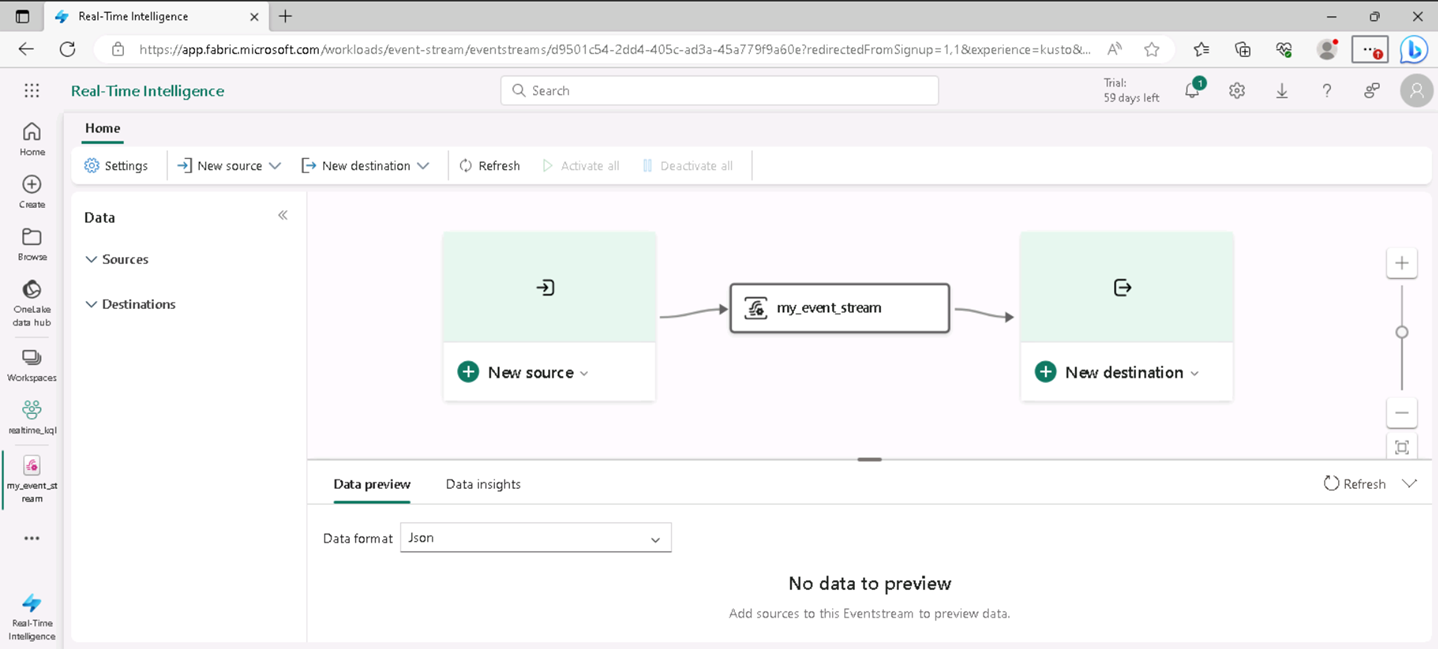 Real-Time Intelligence
https://app.fabric.microsoft.com/workloads/event-stream/eventstreams/d9501c54-2dd4-405c-ad3a-45a779f9a60e?redirectedFromSignup=1,1&experience=kusto&...
Real-Time Intelligence
Search
Trial:
59 days left
1
Home
Create
Browse
OneLake
data hub
Workspaces
realtime_kql
my_event_st
ream
Real-Time
Intelligence
Home
Settings
New source
New destination
Refresh
Activate all
Deactivate all
Data
Sources
Destinations
New source
my_event_stream
New destination
Data preview
Data insights
Refresh
Data format
Json
No data to preview
Add sources to this Eventstream to preview data.